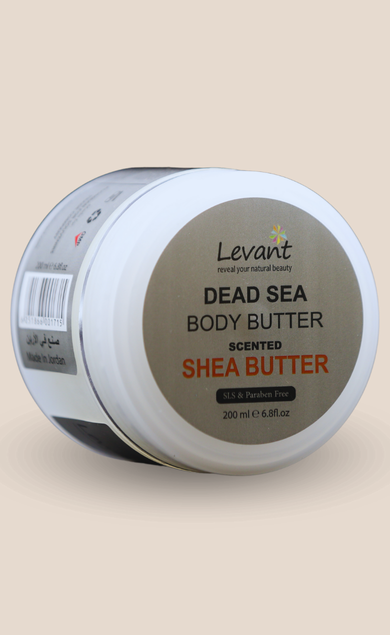 Levant
reveal your natural beauty
DEAD SEA
BODY BUTTER
SCENTED
SHEA BUTTER
SLS & Paraben Free
200 ml ℮ 6.8fl.oz
صنع في الأردن
Made in Jordan